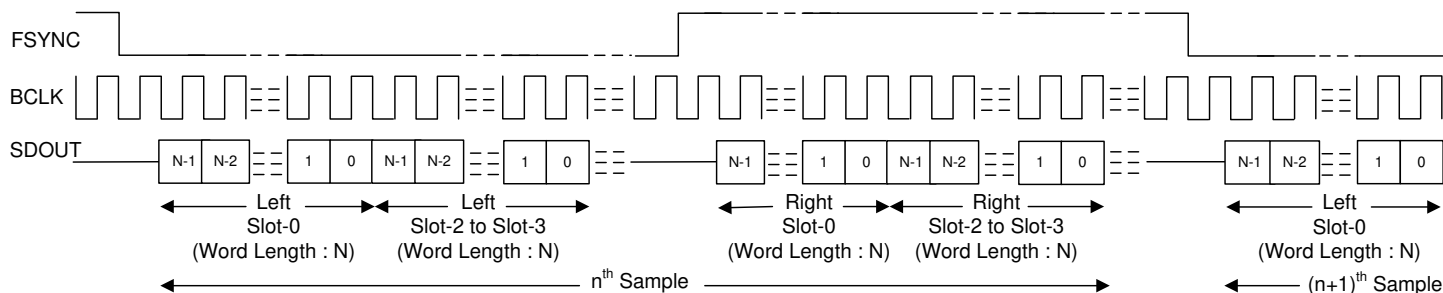 FSYNC
BCLK
SDOUT
N-1 N-2 1 0 N-1 N-2 1 0 N-1 1 0 N-1 N-2 1 0 N-1 N-2 1 0
Left Left Right Right Left
Slot-0 Slot-2 to Slot-3 Slot-0 Slot-2 to Slot-3 Slot-0
(Word Length : N) (Word Length : N) (Word Length : N) (Word Length : N) (Word Length : N)
nth Sample (n+1)th Sample